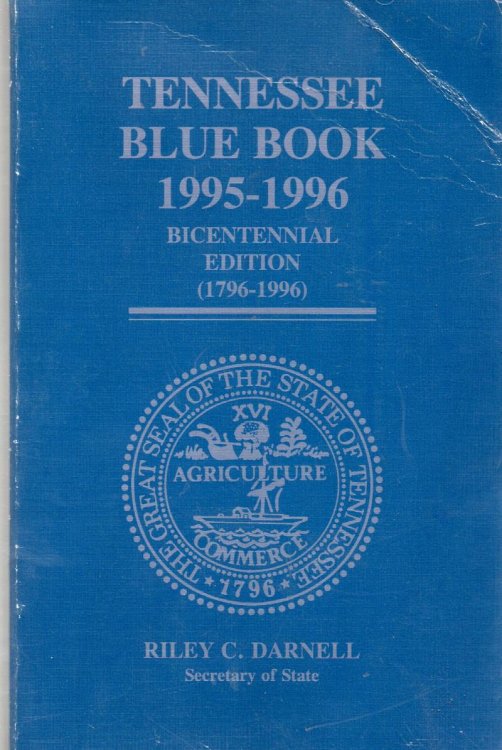 TENNESSEE
BLUE BOOK
1995-1996
BICENTENNIAL
EDITION
(1796-1996)
THE GREAT SEAL OF THE STATE OF TENNESSEE
XVI
AGRICULTURE
COMMERCE
1796
RILEY C. DARNELL
Secretary of State